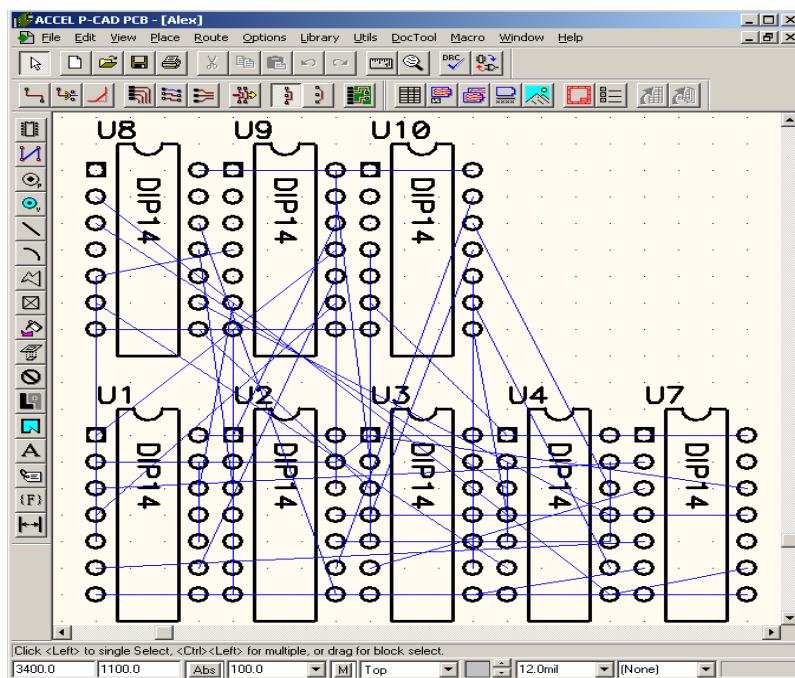 ACCEL P-CAD PCB - [Alex]
File Edit View Place Route Options Library Utils DocTool Macro Window Help
DRC
U8 U9 U10
DIP14 DIP14 DIP14
U1 U2 U3 U4 U7
DIP14 DIP14 DIP14 DIP14 DIP14
A
{F}
Click <Left> to single Select, <Ctrl><Left> for multiple, or drag for block select.
3400.0 1100.0 Abs 100.0 M Top 12.0mil (None)